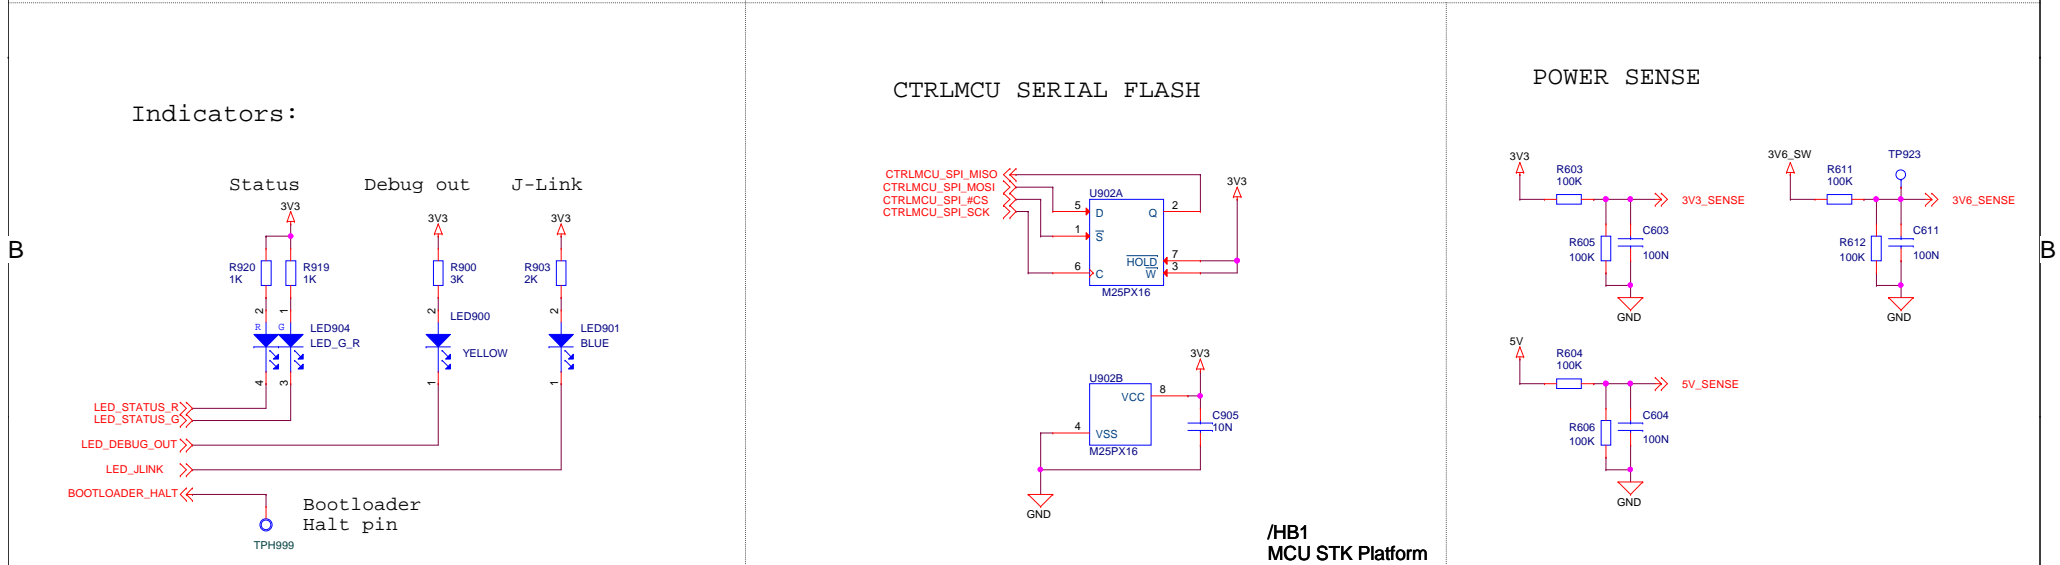 Indicators:
Status
Debug out
J-Link
3V3
3V3
3V3
R920
1K
R919
1K
R900
3K
R903
2K
2
1
2
2
R
G
LED904
LED_G_R
LED900
YELLOW
LED901
BLUE
4
3
1
1
LED_STATUS_R
LED_STATUS_G
LED_DEBUG_OUT
LED_JLINK
BOOTLOADER_HALT
Bootloader
Halt pin
TPH999
B
CTRLMCU SERIAL FLASH
CTRLMCU_SPI_MISO
CTRLMCU_SPI_MOSI
CTRLMCU_SPI_#CS
CTRLMCU_SPI_SCK
U902A
3V3
5
D
Q
2
1
S
HOLD
7
W
3
6
C
M25PX16
3V3
U902B
VCC
8
C905
10N
4
VSS
M25PX16
GND
/HB1
MCU STK Platform
POWER SENSE
3V3
R603
100K
3V3_SENSE
R605
100K
C603
100N
GND
3V6_SW
R611
100K
TP923
3V6_SENSE
R612
100K
C611
100N
GND
5V
R604
100K
5V_SENSE
R606
100K
C604
100N
GND
B